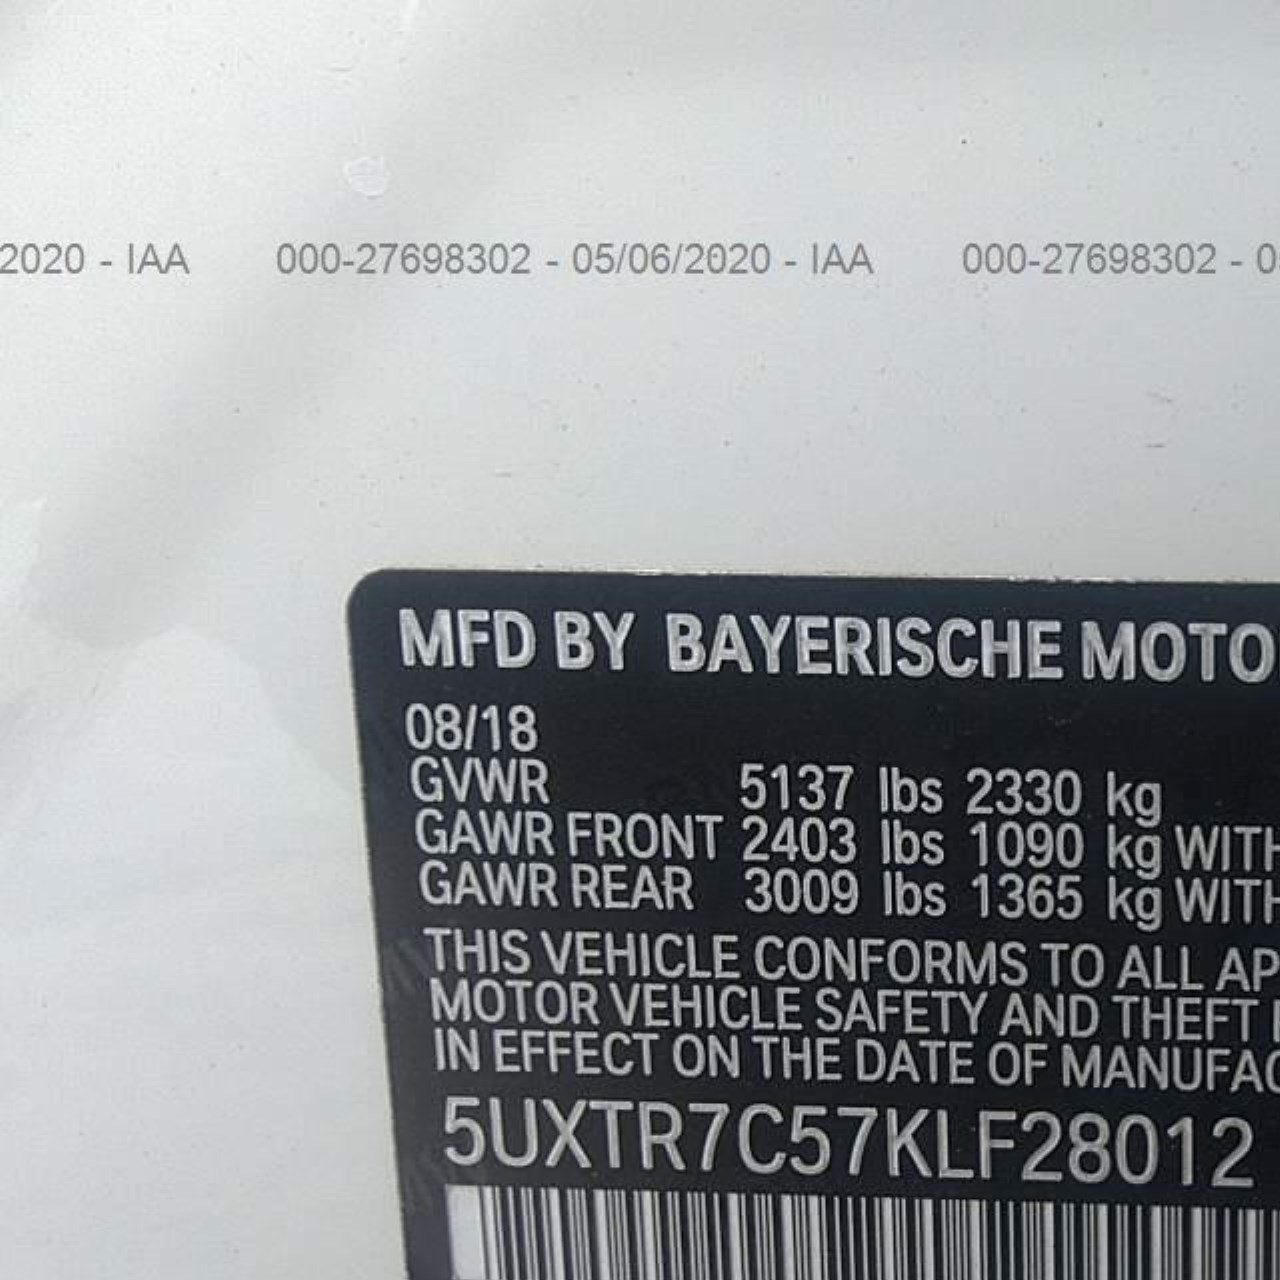 2020 - IAA 000-27698302 - 05/06/2020 - IAA 000-27698302 - 0
MFD BY BAYERISCHE MOTO
08/18
GVWR 5137 lbs 2330 kg
GAWR FRONT 2403 lbs 1090 kg WITH
GAWR REAR 3009 lbs 1365 kg WITH
THIS VEHICLE CONFORMS TO ALL AP
MOTOR VEHICLE SAFETY AND THEFT
IN EFFECT ON THE DATE OF MANUFAC
5UXTR7C57KLF28012